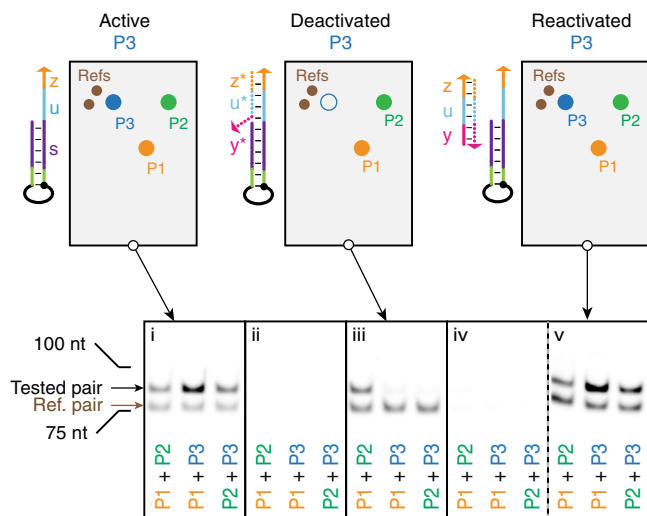 Active
P3
Deactivated
P3
Reactivated
P3
z
u
s
Refs
P3
P2
P1
z*
u*
y*
Refs
P2
P1
z
u
y
Refs
P3
P2
P1
100 nt
Tested pair
Ref. pair
75 nt
i
ii
iii
iv
v
P1 + P2
P1 + P3
P2 + P3
P1 + P2
P1 + P3
P2 + P3
P1 + P2
P1 + P3
P2 + P3
P1 + P2
P1 + P3
P2 + P3
P1 + P2
P1 + P3
P2 + P3